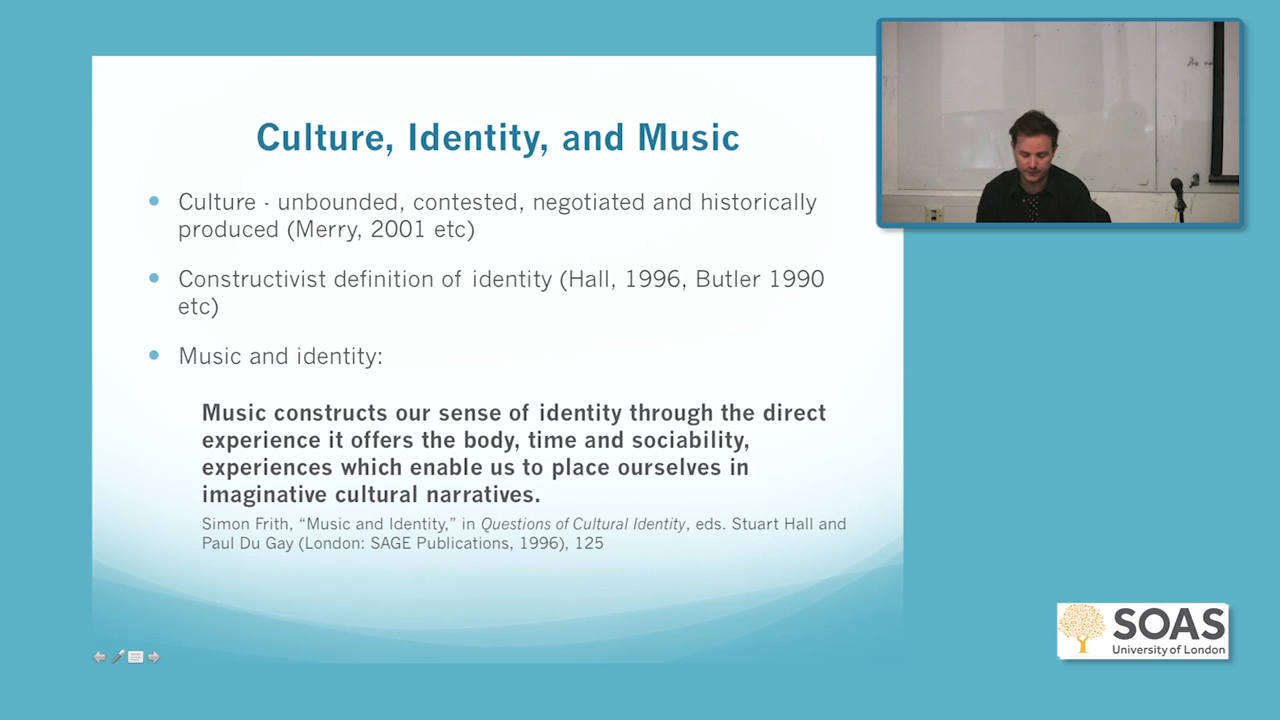 Culture, Identity, and Music
Culture - unbounded, contested, negotiated and historically
produced (Merry, 2001 etc)
Constructivist definition of identity (Hall, 1996, Butler 1990
etc)
Music and identity:
Music constructs our sense of identity through the direct
experience it offers the body, time and sociability,
experiences which enable us to place ourselves in
imaginative cultural narratives.
Simon Frith, “Music and Identity,” in Questions of Cultural Identity, eds. Stuart Hall and
Paul Du Gay (London: SAGE Publications, 1996), 125
SOAS
University of London